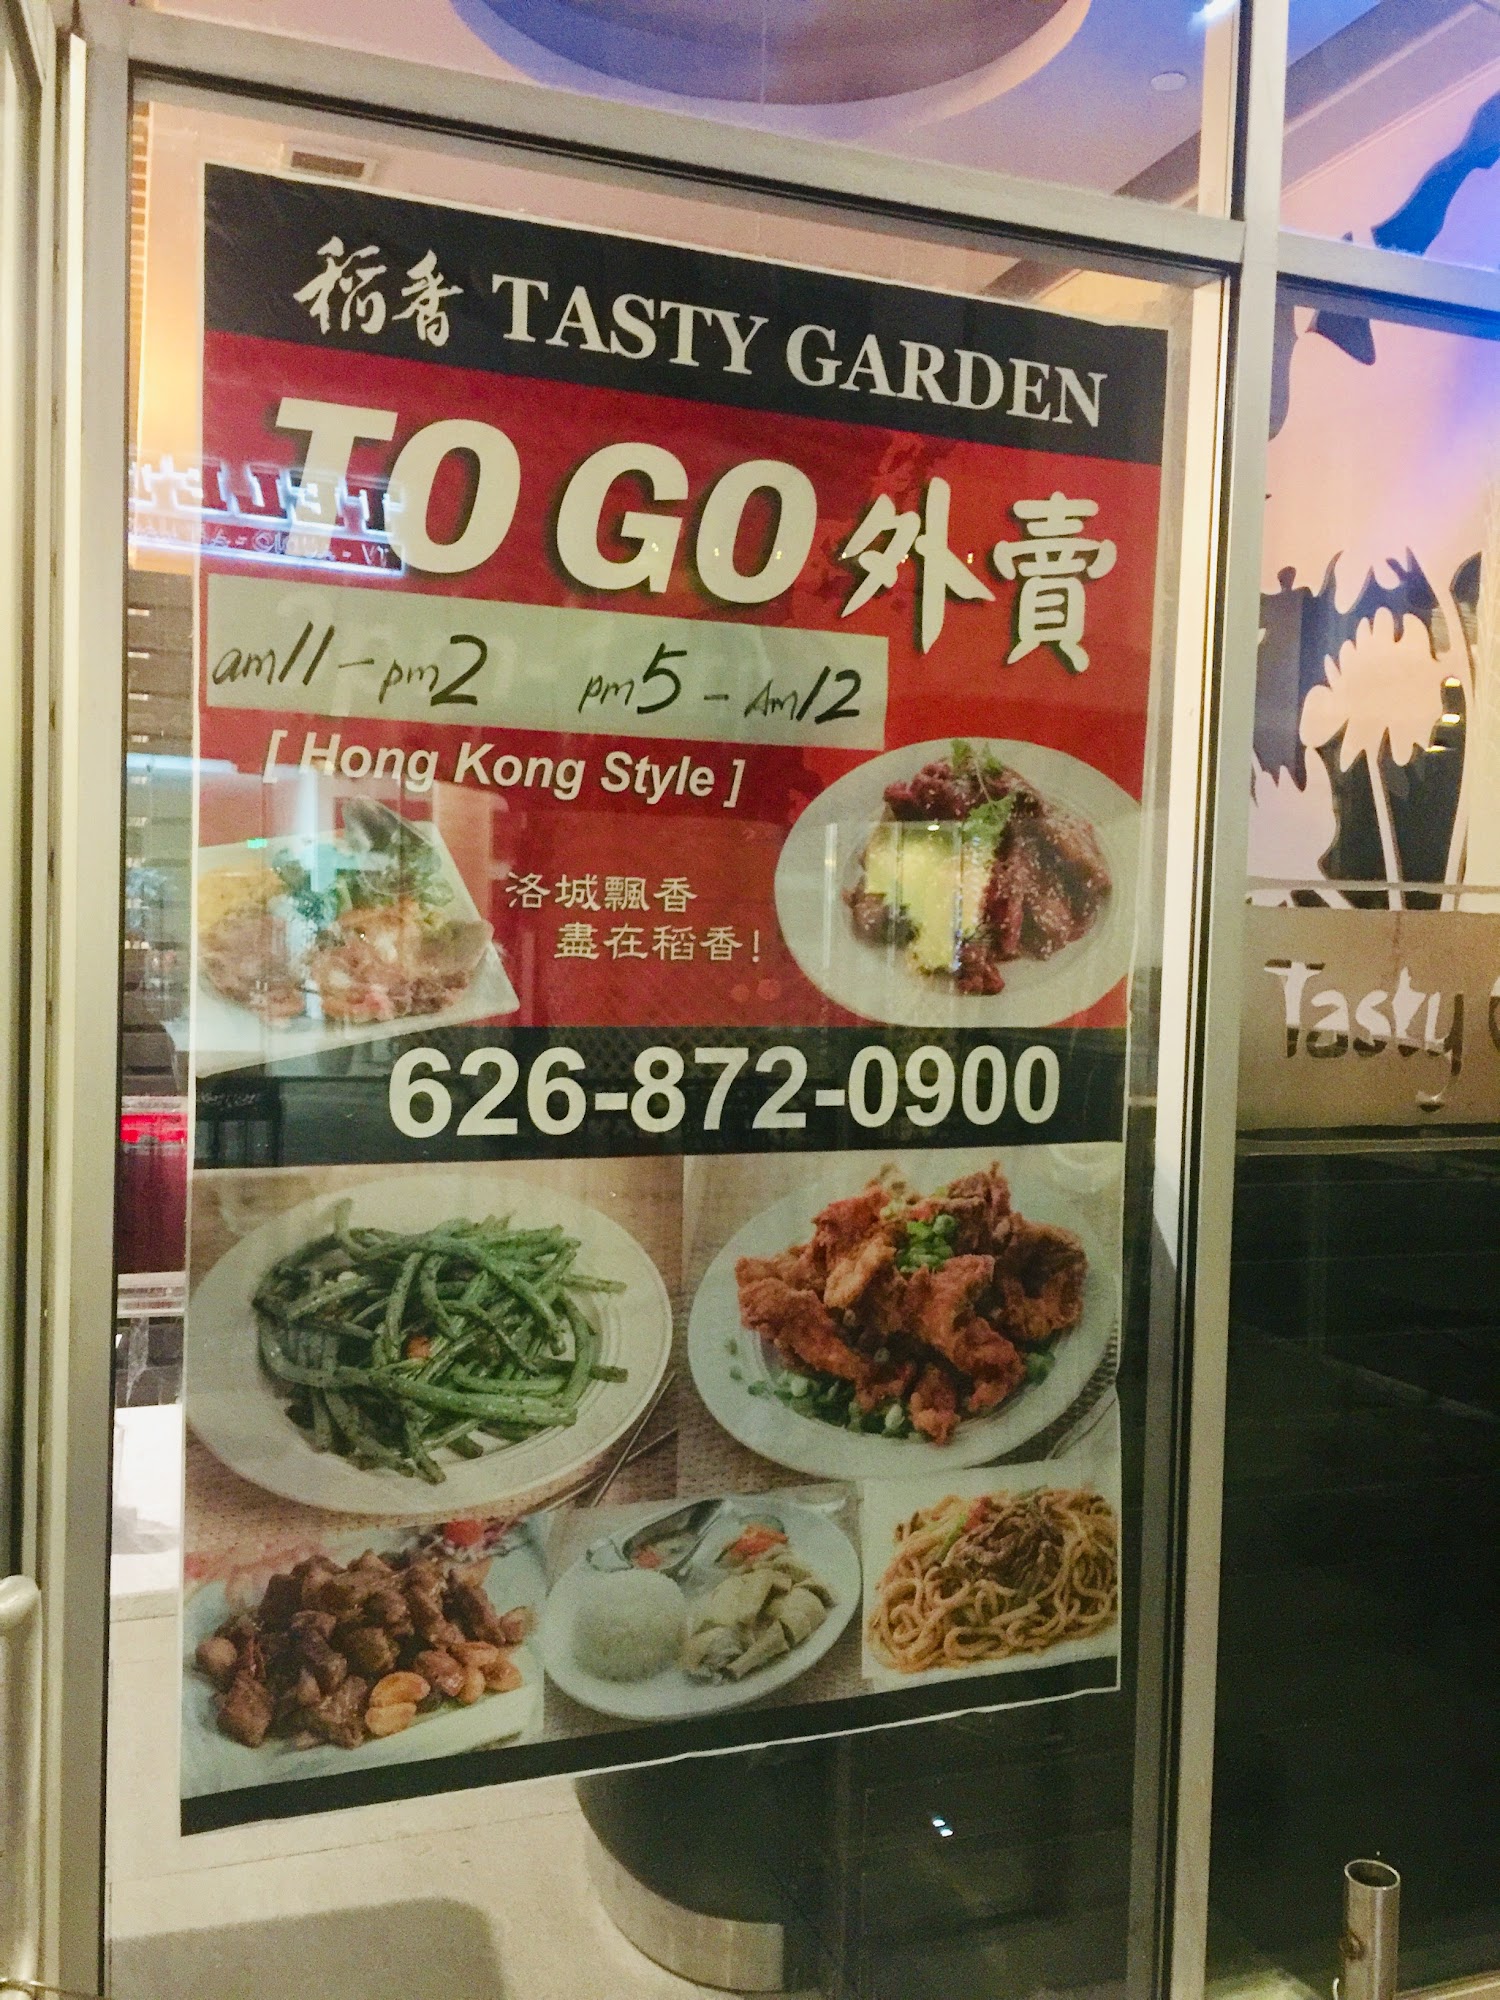 稻香 TASTY GARDEN
TO GO 外賣
am11 - pm2 pm5 - Am12
[ Hong Kong Style ]
洛城飄香
盡在稻香!
626-872-0900
Tasty